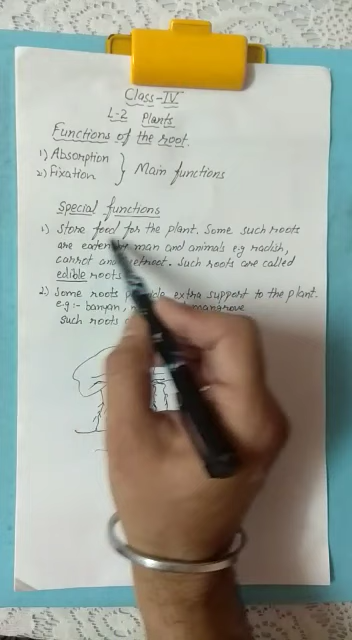 Class-IV
L-2 Plants
Functions of the root.
1) Absorption
2) Fixation } Main functions
Special functions
1) Store food for the plant. Some such roots
are eaten by man and animals e.g radish,
carrot and beetroot. Such roots are called
edible roots
2) Some roots provide extra support to the plant.
e.g:- banyan, mangrove
such roots